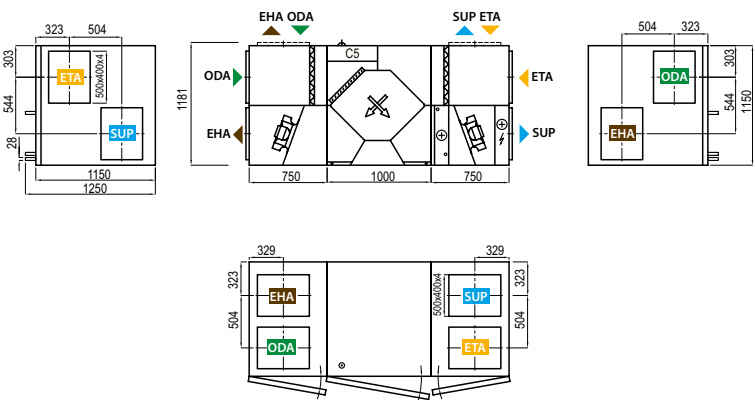 EHA ODA
SUP ETA
323
504
303
544
28
ETA
500x400x4
SUP
1150
1250
1181
C5
ODA
EHA
ETA
SUP
750
1000
750
504
323
ODA
EHA
303
544
1150
329
329
323
504
EHA
ODA
500x400x4
SUP
ETA
323
504